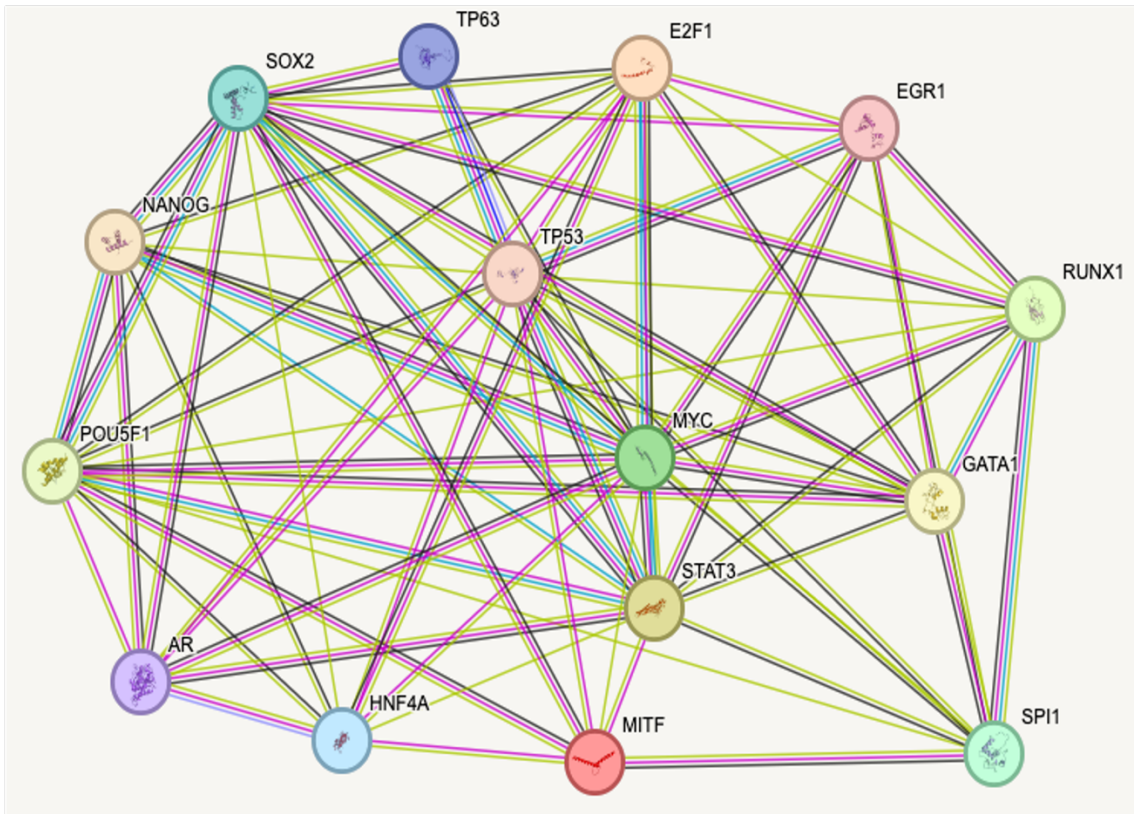 TP63
E2F1
SOX2
EGR1
NANOG
TP53
RUNX1
MYC
POU5F1
GATA1
STAT3
AR
HNF4A
MITF
SPI1